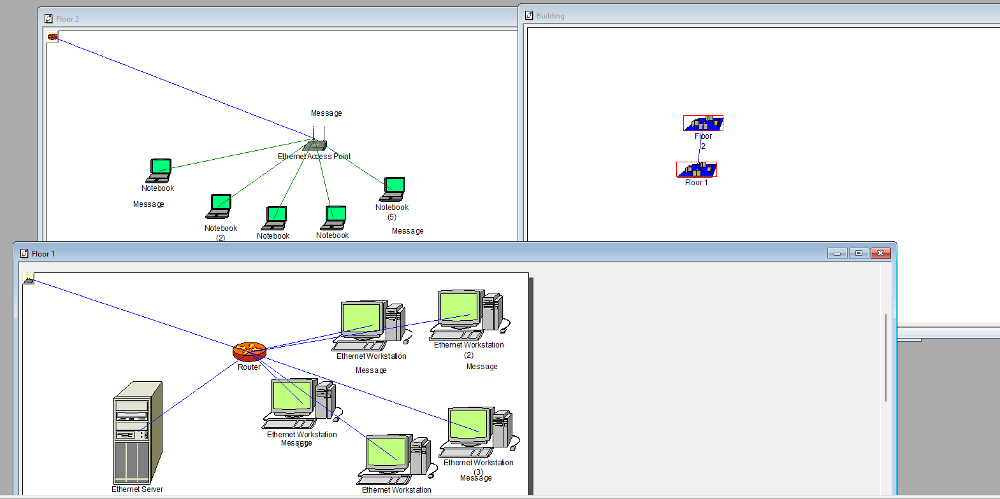 Floor 2
Building
Message
Ethernet Access Point
Notebook
Message
Notebook
(2)
Notebook
Notebook
Notebook
(5)
Message
Floor
2
Floor 1
Floor 1
Router
Ethernet Workstation
Message
Ethernet Workstation
(2)
Message
Ethernet Workstation
Message
Ethernet Workstation
(3)
Message
Ethernet Workstation
Ethernet Server